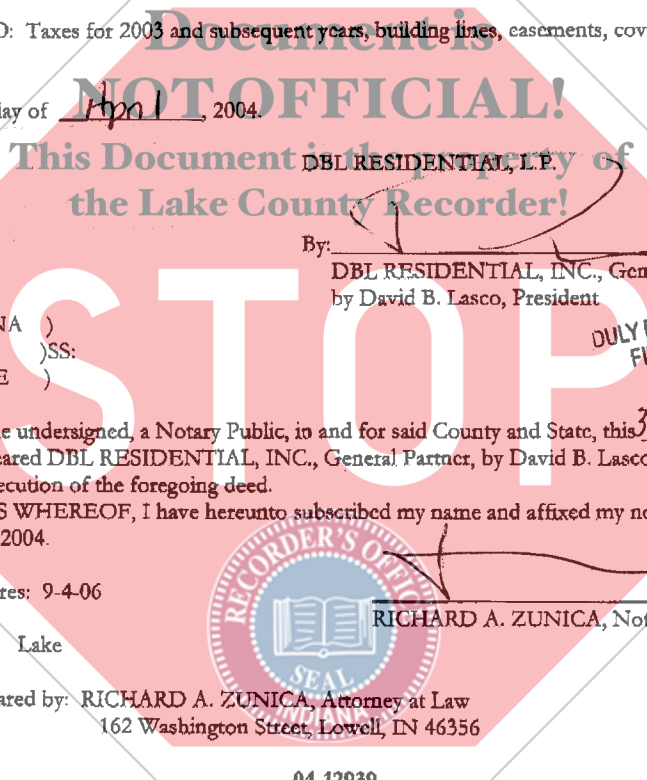 O: Taxes for 2003 and subsequent years, building lines, easements, cov
Document is
NOT OFFICIAL!
lay of April, 2004.
This Document is the property of
the Lake County Recorder!
DBL RESIDENTIAL, L.P.
By:
DBL RESIDENTIAL, INC., Gen
by David B. Lasco, President
STOP
NA )
)SS:
E )
DULY
FI
e undersigned, a Notary Public, in and for said County and State, this 3
eared DBL RESIDENTIAL, INC., General Partner, by David B. Lasco
ecution of the foregoing deed.
S WHEREOF, I have hereunto subscribed my name and affixed my no
2004.
RECORDER'S OFFICE
SEAL
INDIANA
res: 9-4-06
RICHARD A. ZUNICA, Not
Lake
ared by: RICHARD A. ZUNICA, Attorney at Law
162 Washington Street, Lowell, IN 46356
04-12939